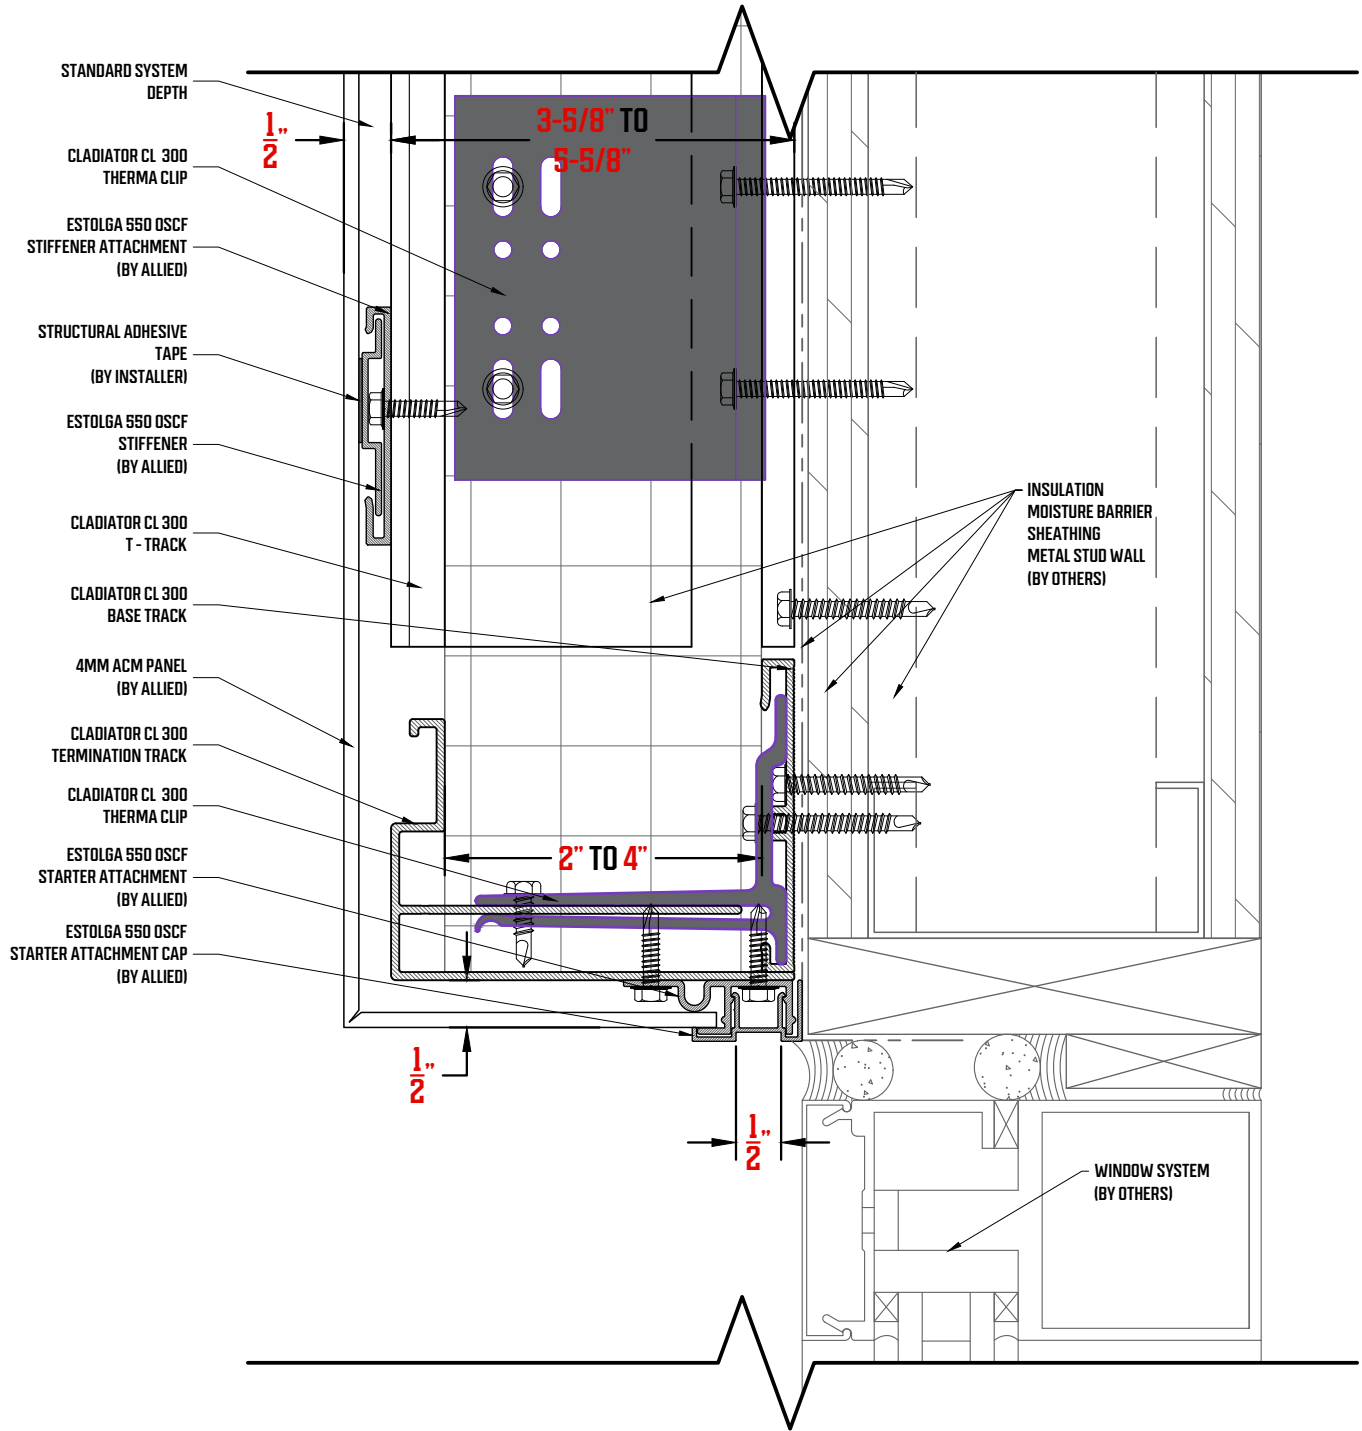 STANDARD SYSTEM
DEPTH
1/2"
3-5/8" TO
5-5/8"
CLADIATOR CL 300
THERMA CLIP
ESTOLGA 550 OSCF
STIFFENER ATTACHMENT
(BY ALLIED)
STRUCTURAL ADHESIVE
TAPE
(BY INSTALLER)
ESTOLGA 550 OSCF
STIFFENER
(BY ALLIED)
CLADIATOR CL 300
T - TRACK
CLADIATOR CL 300
BASE TRACK
4MM ACM PANEL
(BY ALLIED)
CLADIATOR CL 300
TERMINATION TRACK
CLADIATOR CL 300
THERMA CLIP
ESTOLGA 550 OSCF
STARTER ATTACHMENT
(BY ALLIED)
ESTOLGA 550 OSCF
STARTER ATTACHMENT CAP
(BY ALLIED)
INSULATION
MOISTURE BARRIER
SHEATHING
METAL STUD WALL
(BY OTHERS)
2" TO 4"
1/2"
1/2"
WINDOW SYSTEM
(BY OTHERS)